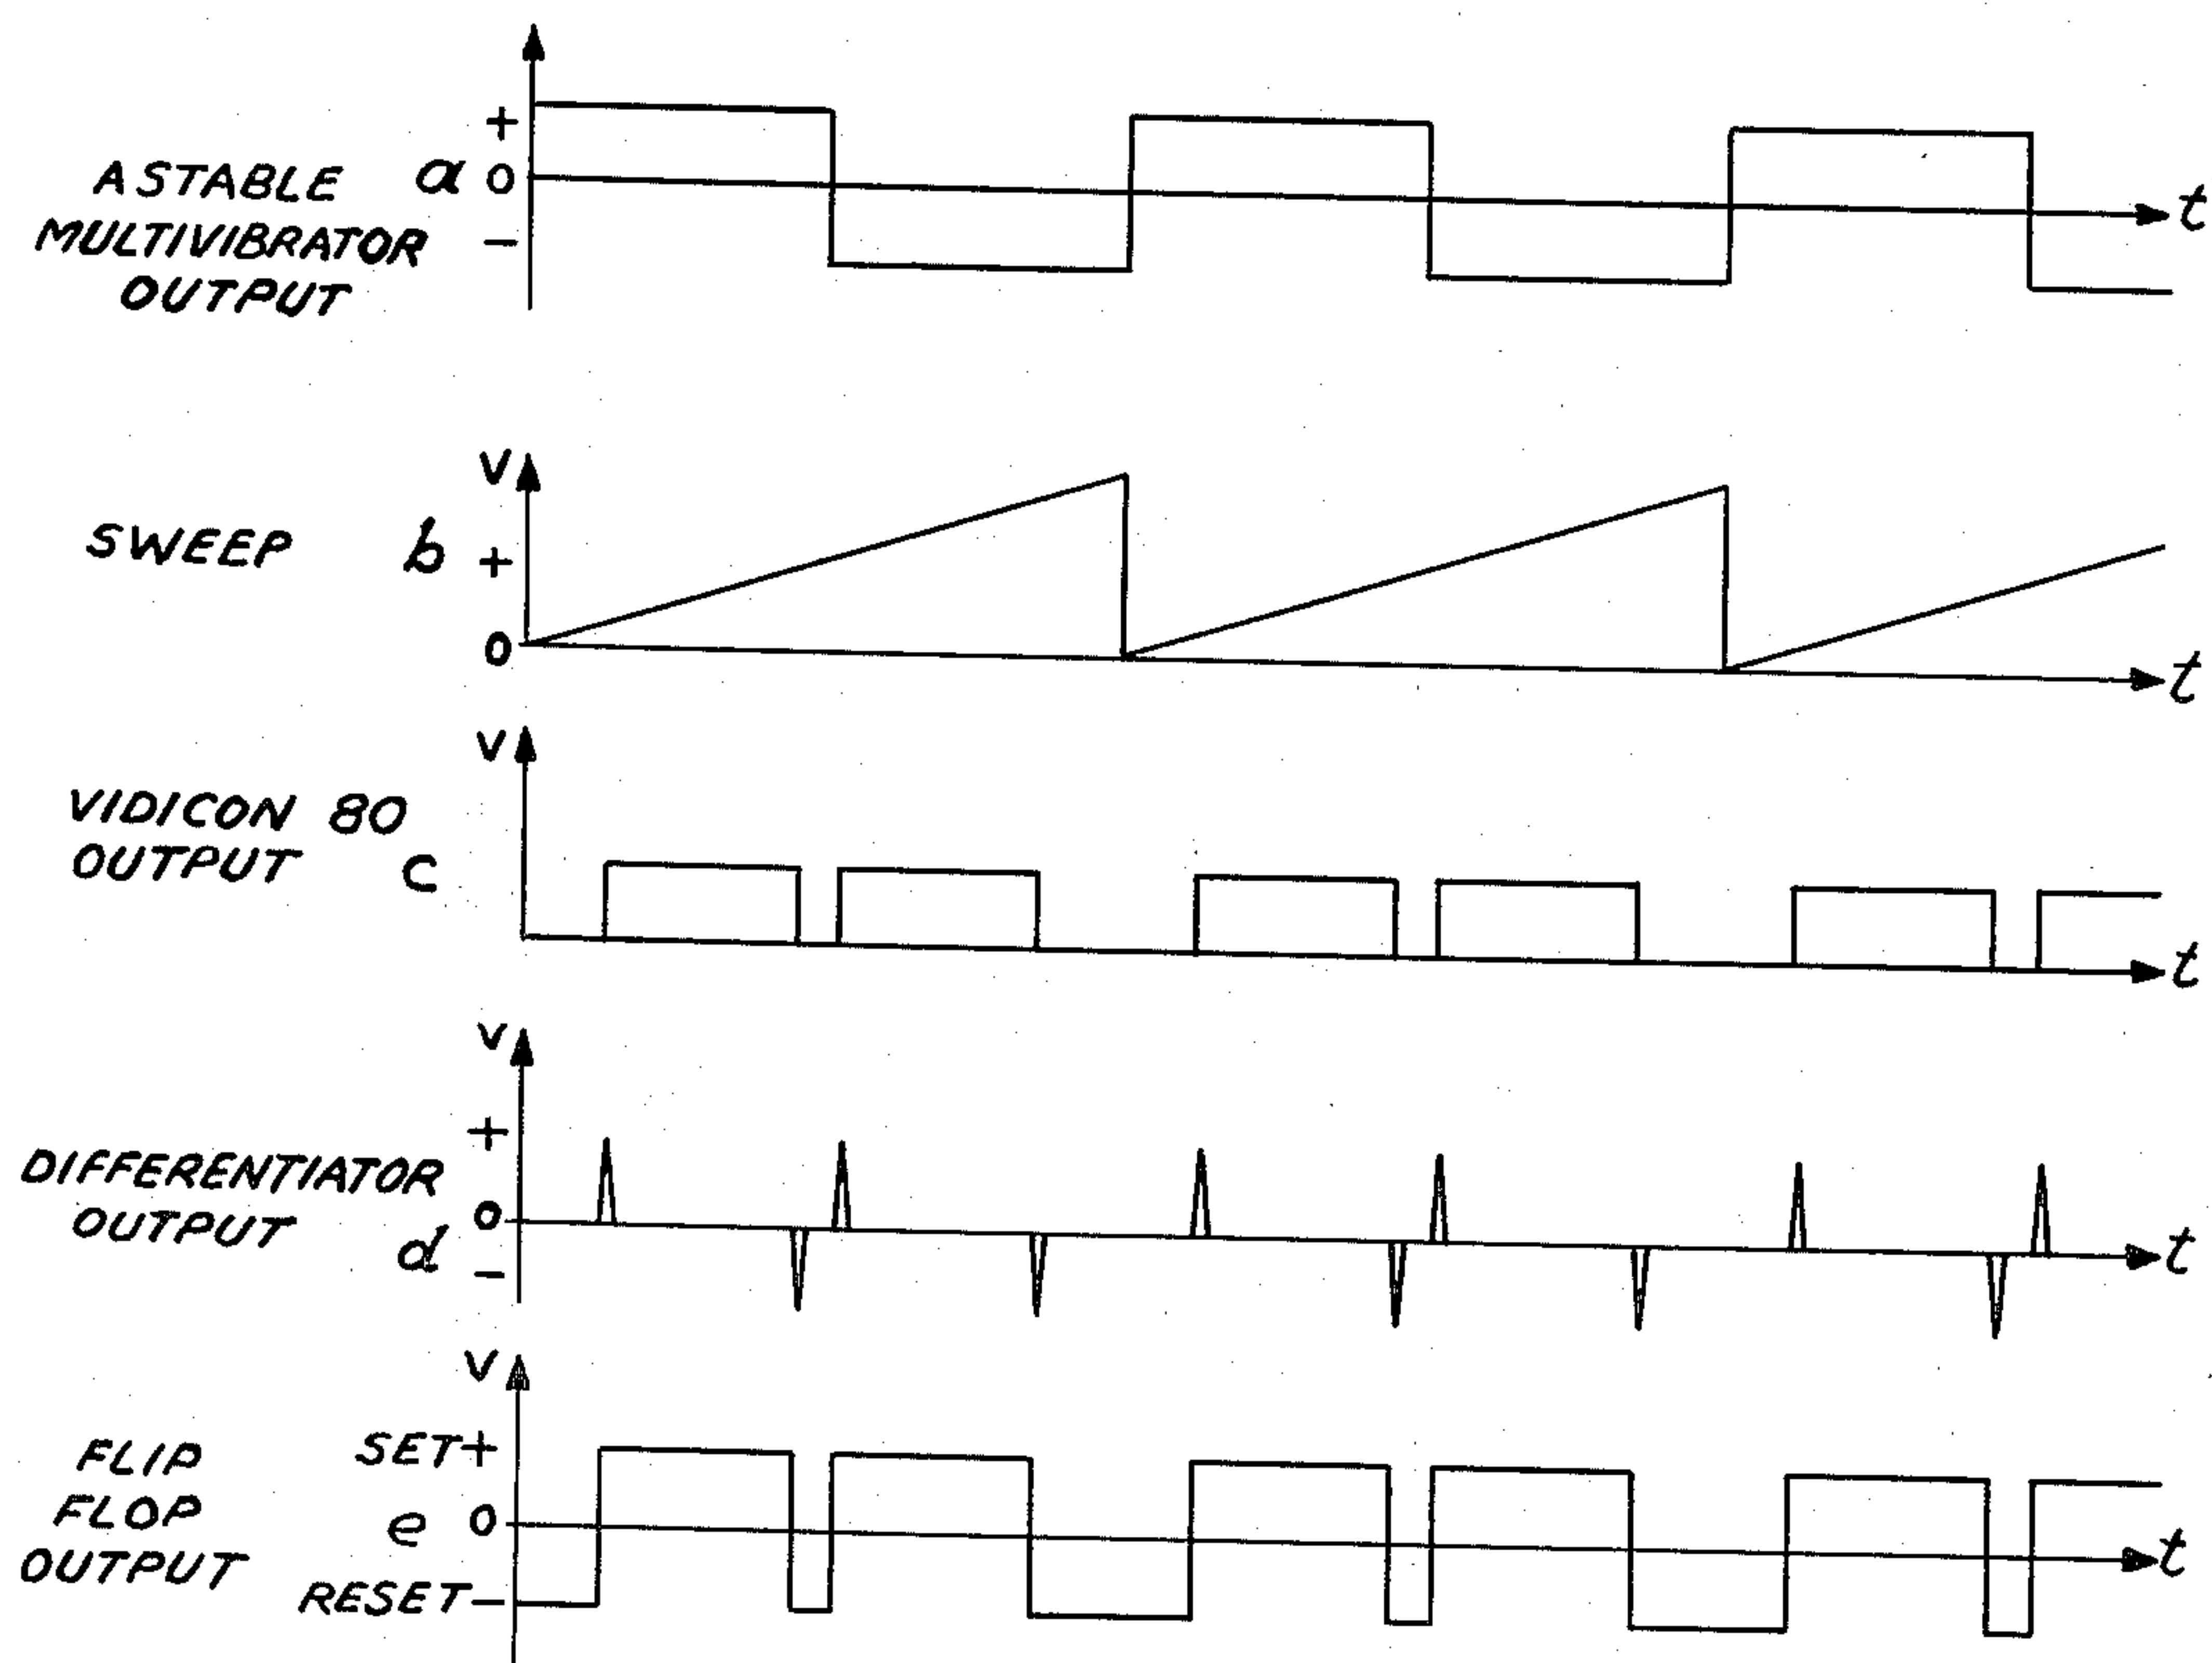 +
ASTABLE a 0
MULTIVIBRATOR -
OUTPUT
t
V
SWEEP b +
0
t
V
VIDICON 80
OUTPUT c
t
V
+
DIFFERENTIATOR
OUTPUT 0
d -
t
V
FLIP SET+
FLOP e 0
OUTPUT RESET-
t